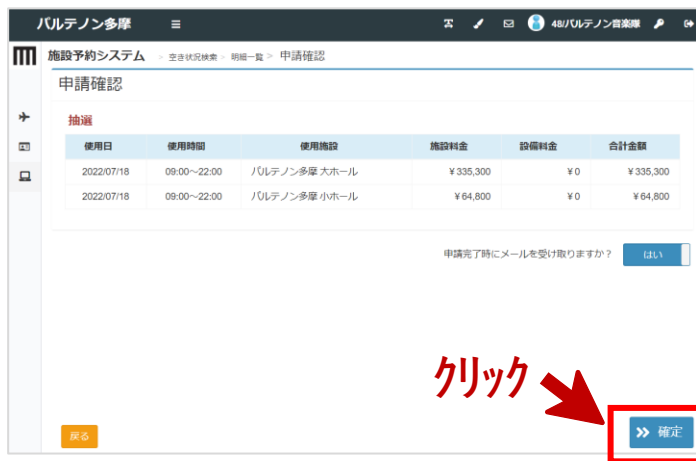 パルテノン多摩 48/パルテノン音楽隊
施設予約システム > 空き状況検索 > 明細一覧 > 申請確認
申請確認
抽選
使用日 使用時間 使用施設 施設料金 設備料金 合計金額
2022/07/18 09:00～22:00 パルテノン多摩 大ホール ¥335,300 ¥0 ¥335,300
2022/07/18 09:00～22:00 パルテノン多摩 小ホール ¥64,800 ¥0 ¥64,800
申請完了時にメールを受け取りますか? はい
クリック
戻る
確定